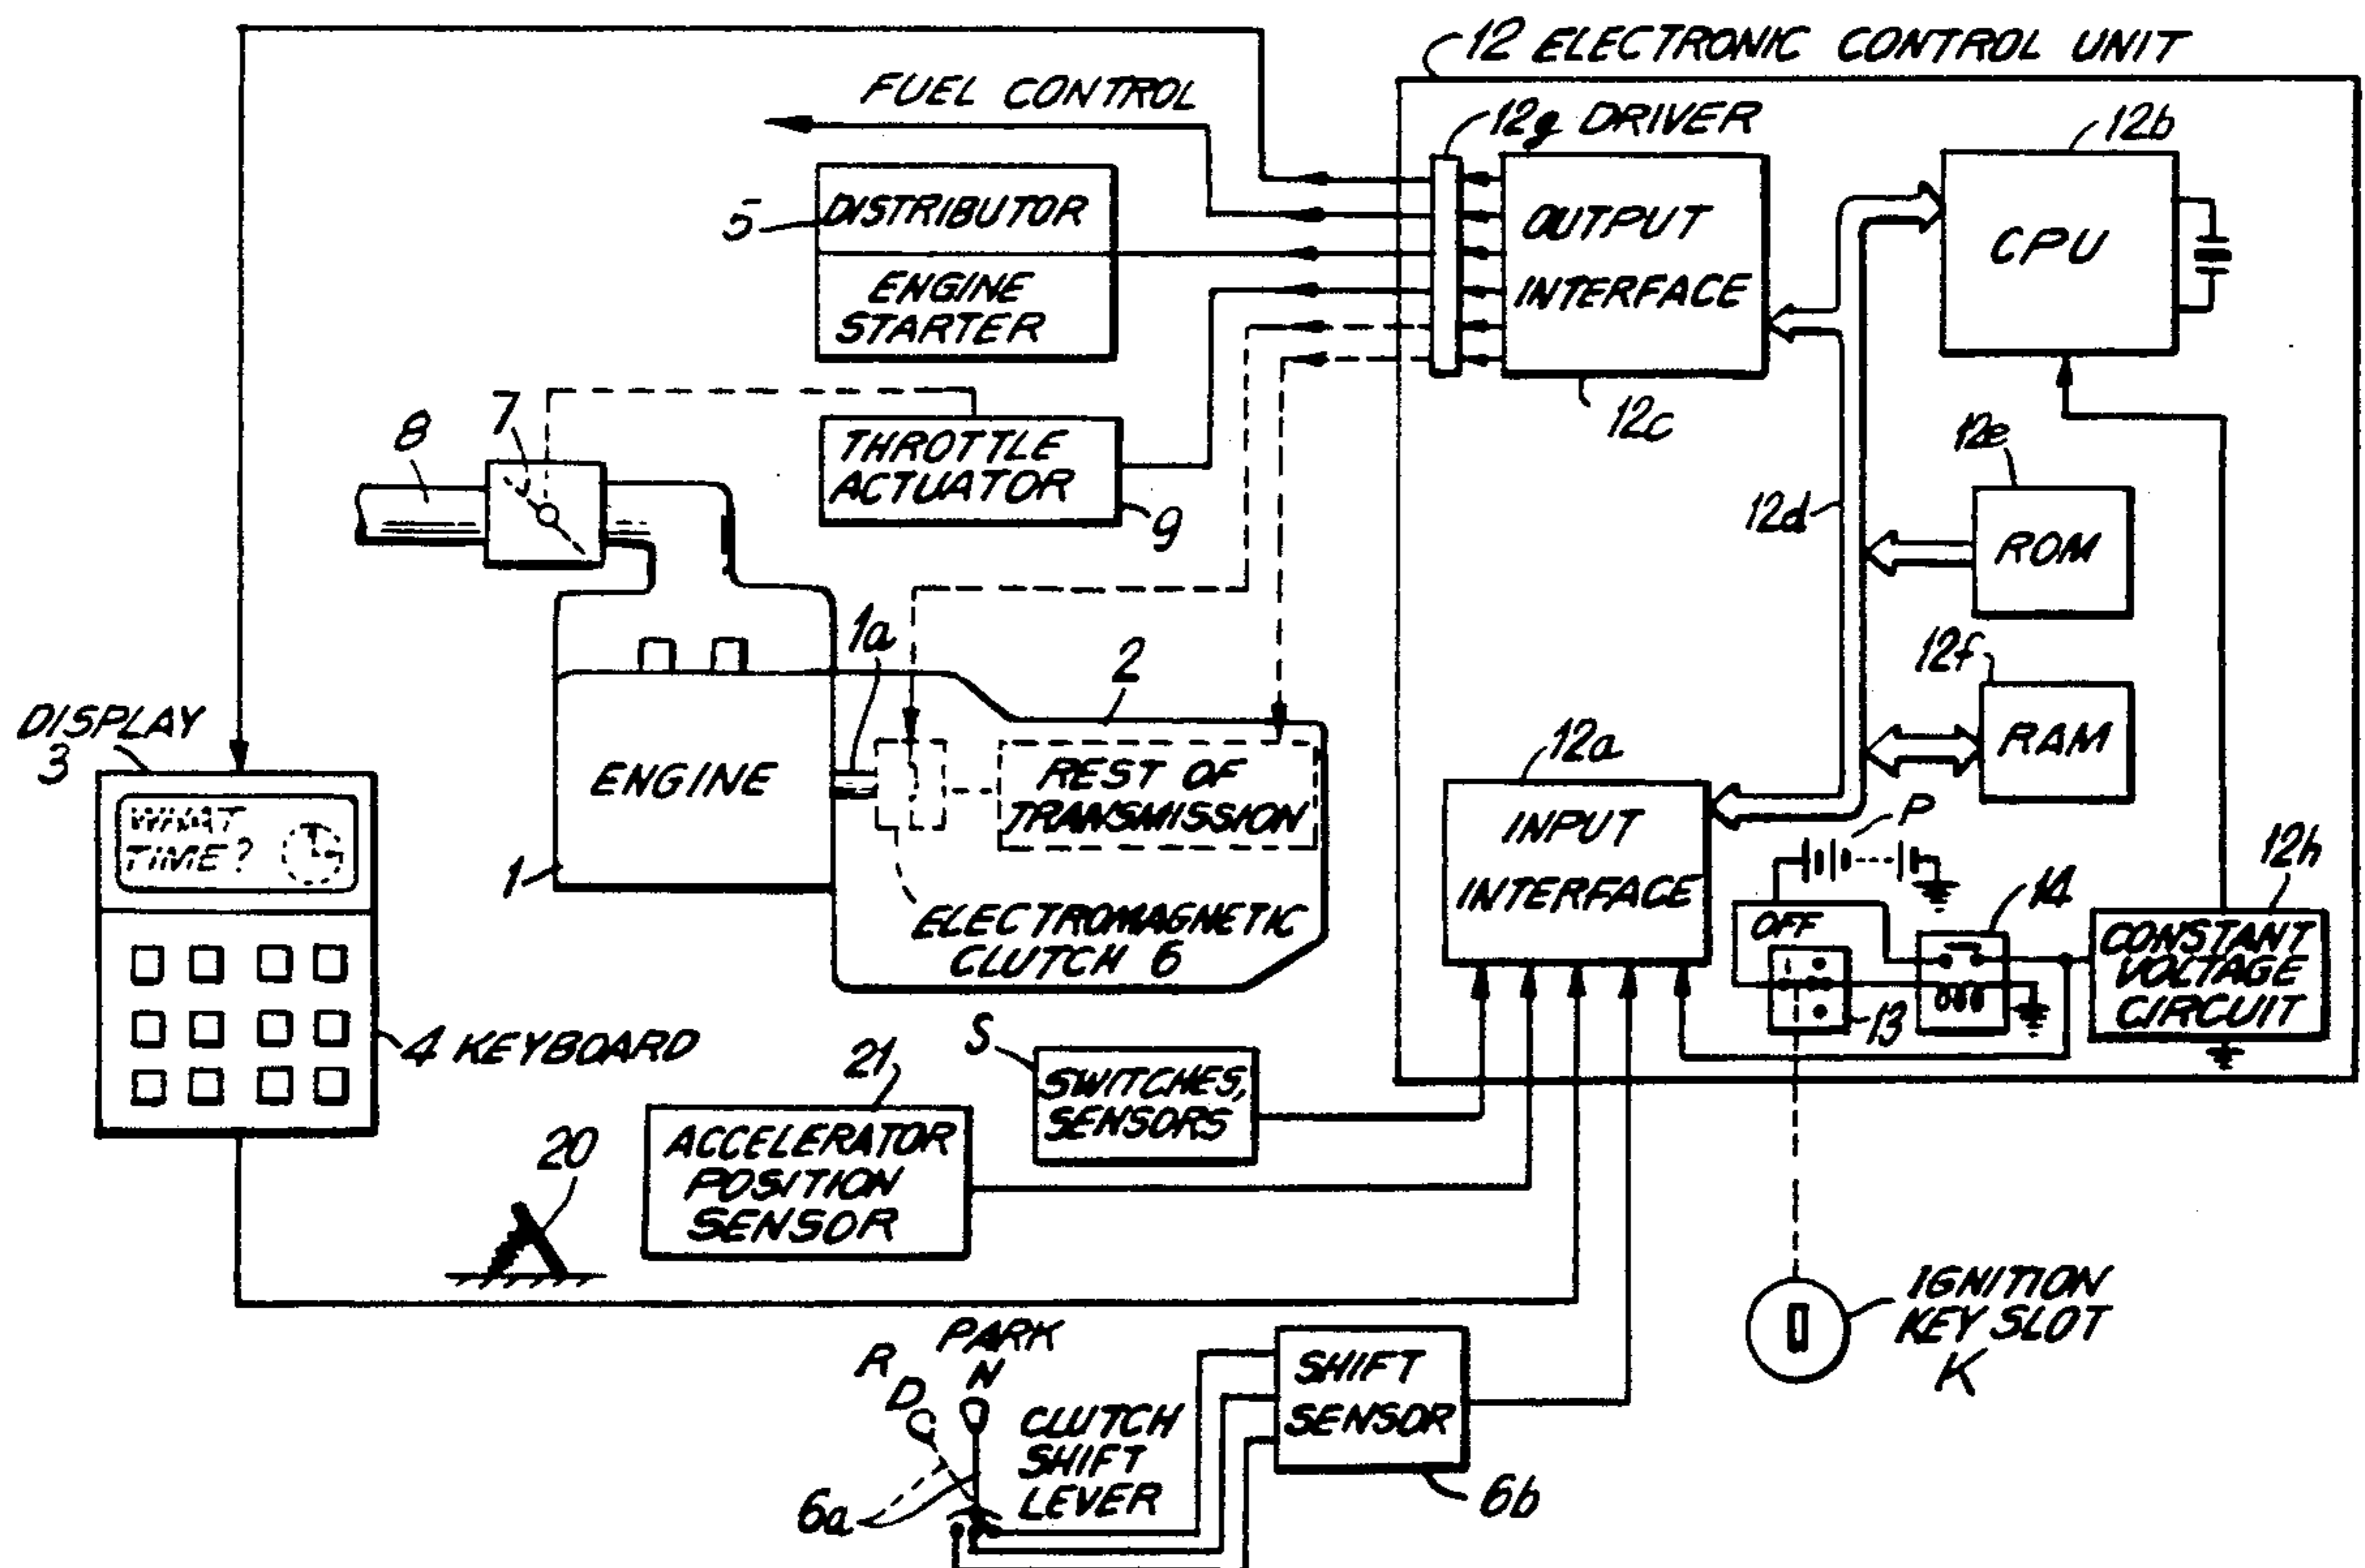 12 ELECTRONIC CONTROL UNIT
FUEL CONTROL
12g DRIVER
12b
5
DISTRIBUTOR
ENGINE
STARTER
OUTPUT
INTERFACE
CPU
12c
7
8
THROTTLE
ACTUATOR
9
12d
12e
ROM
1a
2
12f
RAM
DISPLAY
3
WHAT
TIME?
ENGINE
1
REST OF
TRANSMISSION
ELECTROMAGNETIC
CLUTCH 6
12a
INPUT
INTERFACE
P
OFF
14
13
12h
CONSTANT
VOLTAGE
CIRCUIT
4 KEYBOARD
S
SWITCHES,
SENSORS
21
ACCELERATOR
POSITION
SENSOR
20
IGNITION
KEY SLOT
K
PARK
R
N
D
CLUTCH
SHIFT
LEVER
6a
SHIFT
SENSOR
6b